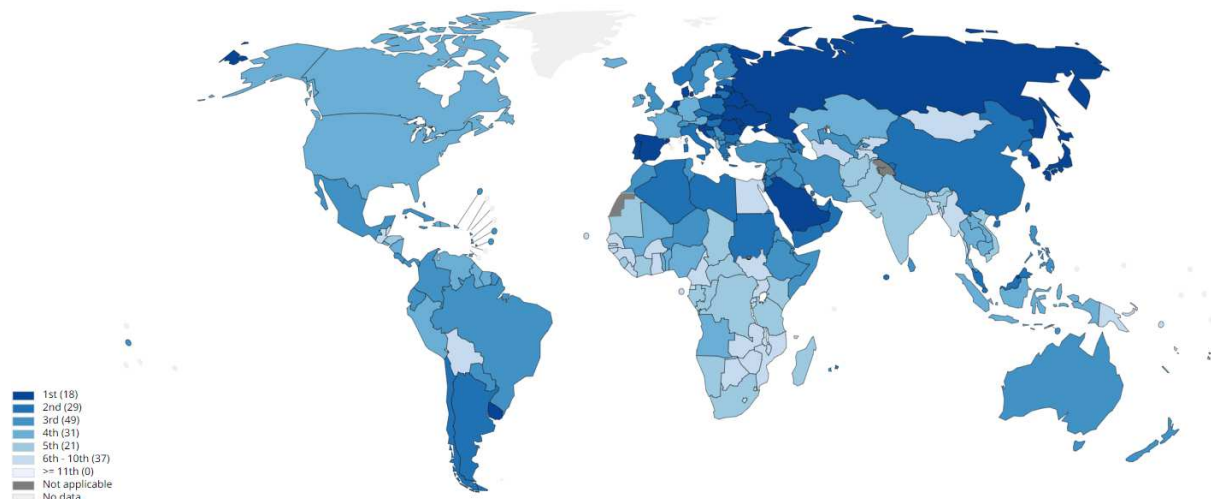 1st (18)
2nd (29)
3rd (49)
4th (31)
5th (21)
6th - 10th (37)
>= 11th (0)
Not applicable
No data